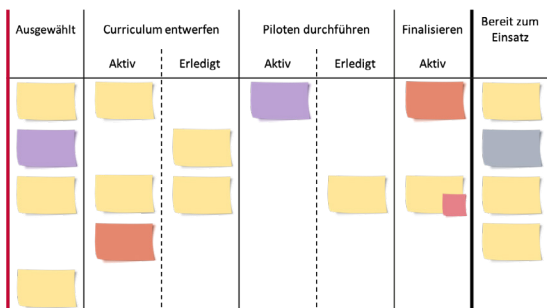 Ausgewählt
Curriculum entwerfen
Piloten durchführen
Finalisieren
Bereit zum
Einsatz
Aktiv
Erledigt
Aktiv
Erledigt
Aktiv